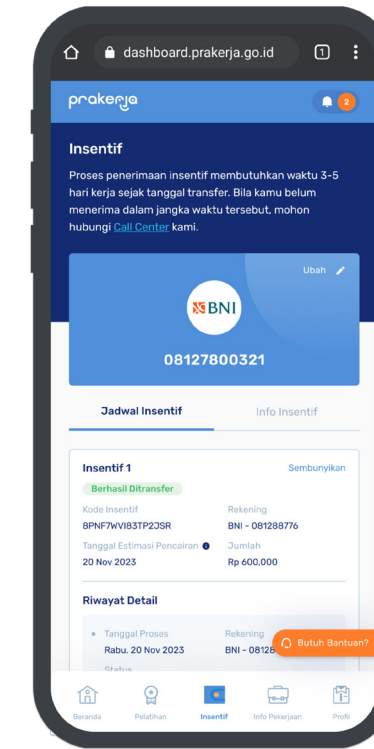 dashboard.prakerja.go.id 1
prakerja 2
Insentif
Proses penerimaan insentif membutuhkan waktu 3-5
hari kerja sejak tanggal transfer. Bila kamu belum
menerima dalam jangka waktu tersebut, mohon
hubungi Call Center kami.
Ubah
BNI
08127800321
Jadwal Insentif Info Insentif
Insentif 1 Sembunyikan
Berhasil Ditransfer
Kode Insentif Rekening
8PNF7WVI83TP2JSR BNI - 081288776
Tanggal Estimasi Pencairan Jumlah
20 Nov 2023 Rp 600,000
Riwayat Detail
Tanggal Proses Rekening
Rabu, 20 Nov 2023 BNI - 08128
Butuh Bantuan?
Status
Beranda Pelatihan Insentif Info Pekerjaan Profil